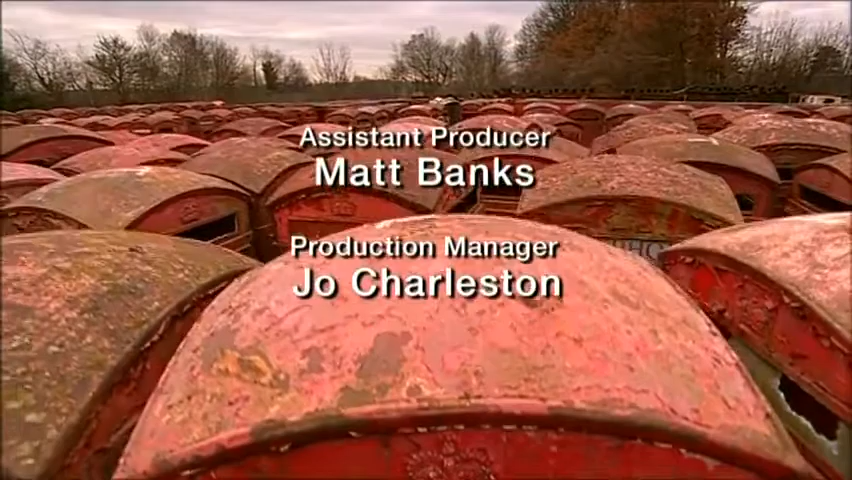 Assistant Producer
Matt Banks
Production Manager
Jo Charleston